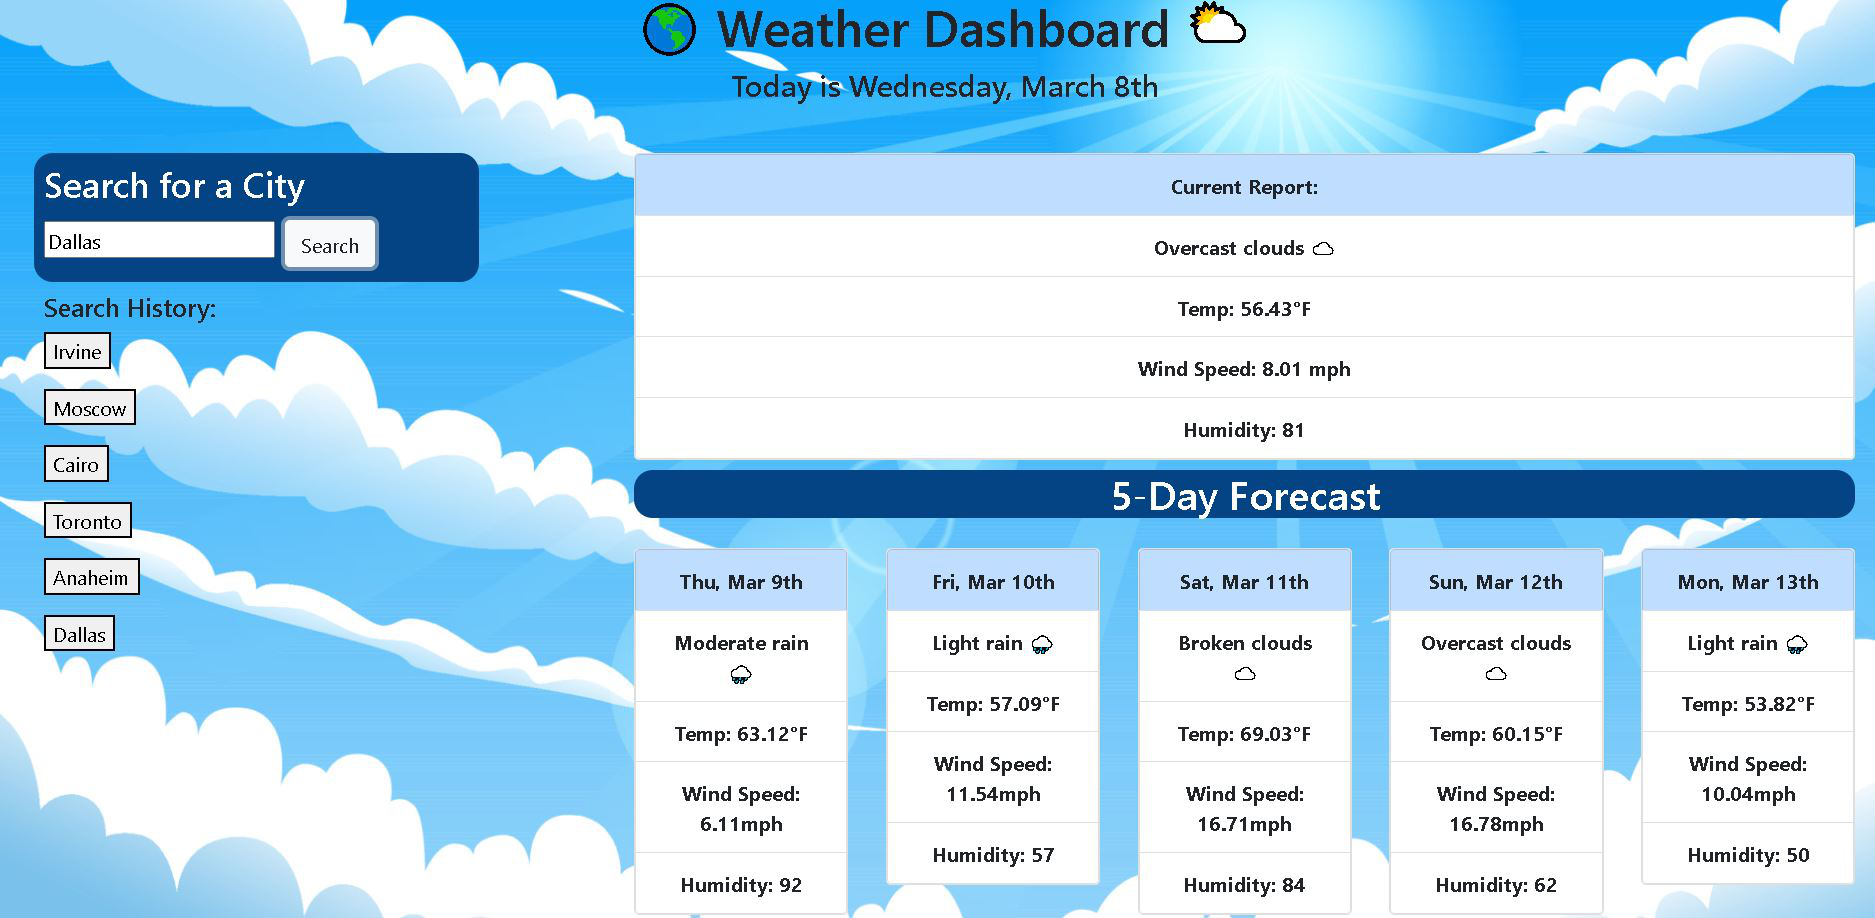 Weather Dashboard
Today is Wednesday, March 8th
Search for a City
Dallas
Search
Search History:
Irvine
Moscow
Cairo
Toronto
Anaheim
Dallas
Current Report:
Overcast clouds
Temp: 56.43°F
Wind Speed: 8.01 mph
Humidity: 81
5-Day Forecast
Thu, Mar 9th
Moderate rain
Temp: 63.12°F
Wind Speed:
6.11mph
Humidity: 92
Fri, Mar 10th
Light rain
Temp: 57.09°F
Wind Speed:
11.54mph
Humidity: 57
Sat, Mar 11th
Broken clouds
Temp: 69.03°F
Wind Speed:
16.71mph
Humidity: 84
Sun, Mar 12th
Overcast clouds
Temp: 60.15°F
Wind Speed:
16.78mph
Humidity: 62
Mon, Mar 13th
Light rain
Temp: 53.82°F
Wind Speed:
10.04mph
Humidity: 50